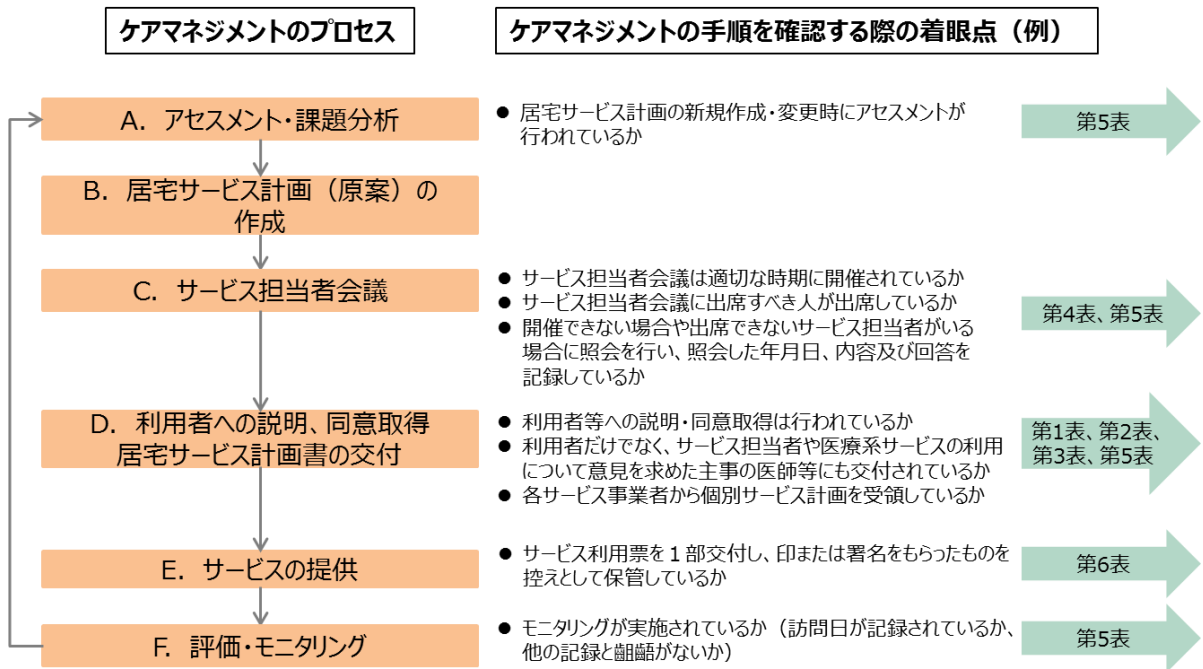 ケアマネジメントのプロセス
ケアマネジメントの手順を確認する際の着眼点（例）
A．アセスメント・課題分析
● 居宅サービス計画の新規作成・変更時にアセスメントが
行われているか
第5表
B．居宅サービス計画（原案）の
作成
C．サービス担当者会議
● サービス担当者会議は適切な時期に開催されているか
● サービス担当者会議に出席すべき人が出席しているか
● 開催できない場合や出席できないサービス担当者がいる
場合に照会を行い、照会した年月日、内容及び回答を
記録しているか
第4表、第5表
D．利用者への説明、同意取得
居宅サービス計画書の交付
● 利用者等への説明・同意取得は行われているか
● 利用者だけでなく、サービス担当者や医療系サービスの利用
について意見を求めた主事の医師等にも交付されているか
● 各サービス事業者から個別サービス計画を受領しているか
第1表、第2表、
第3表、第5表
E．サービスの提供
● サービス利用票を１部交付し、印または署名をもらったものを
控えとして保管しているか
第6表
F．評価・モニタリング
● モニタリングが実施されているか（訪問日が記録されているか、
他の記録と齟齬がないか)
第5表